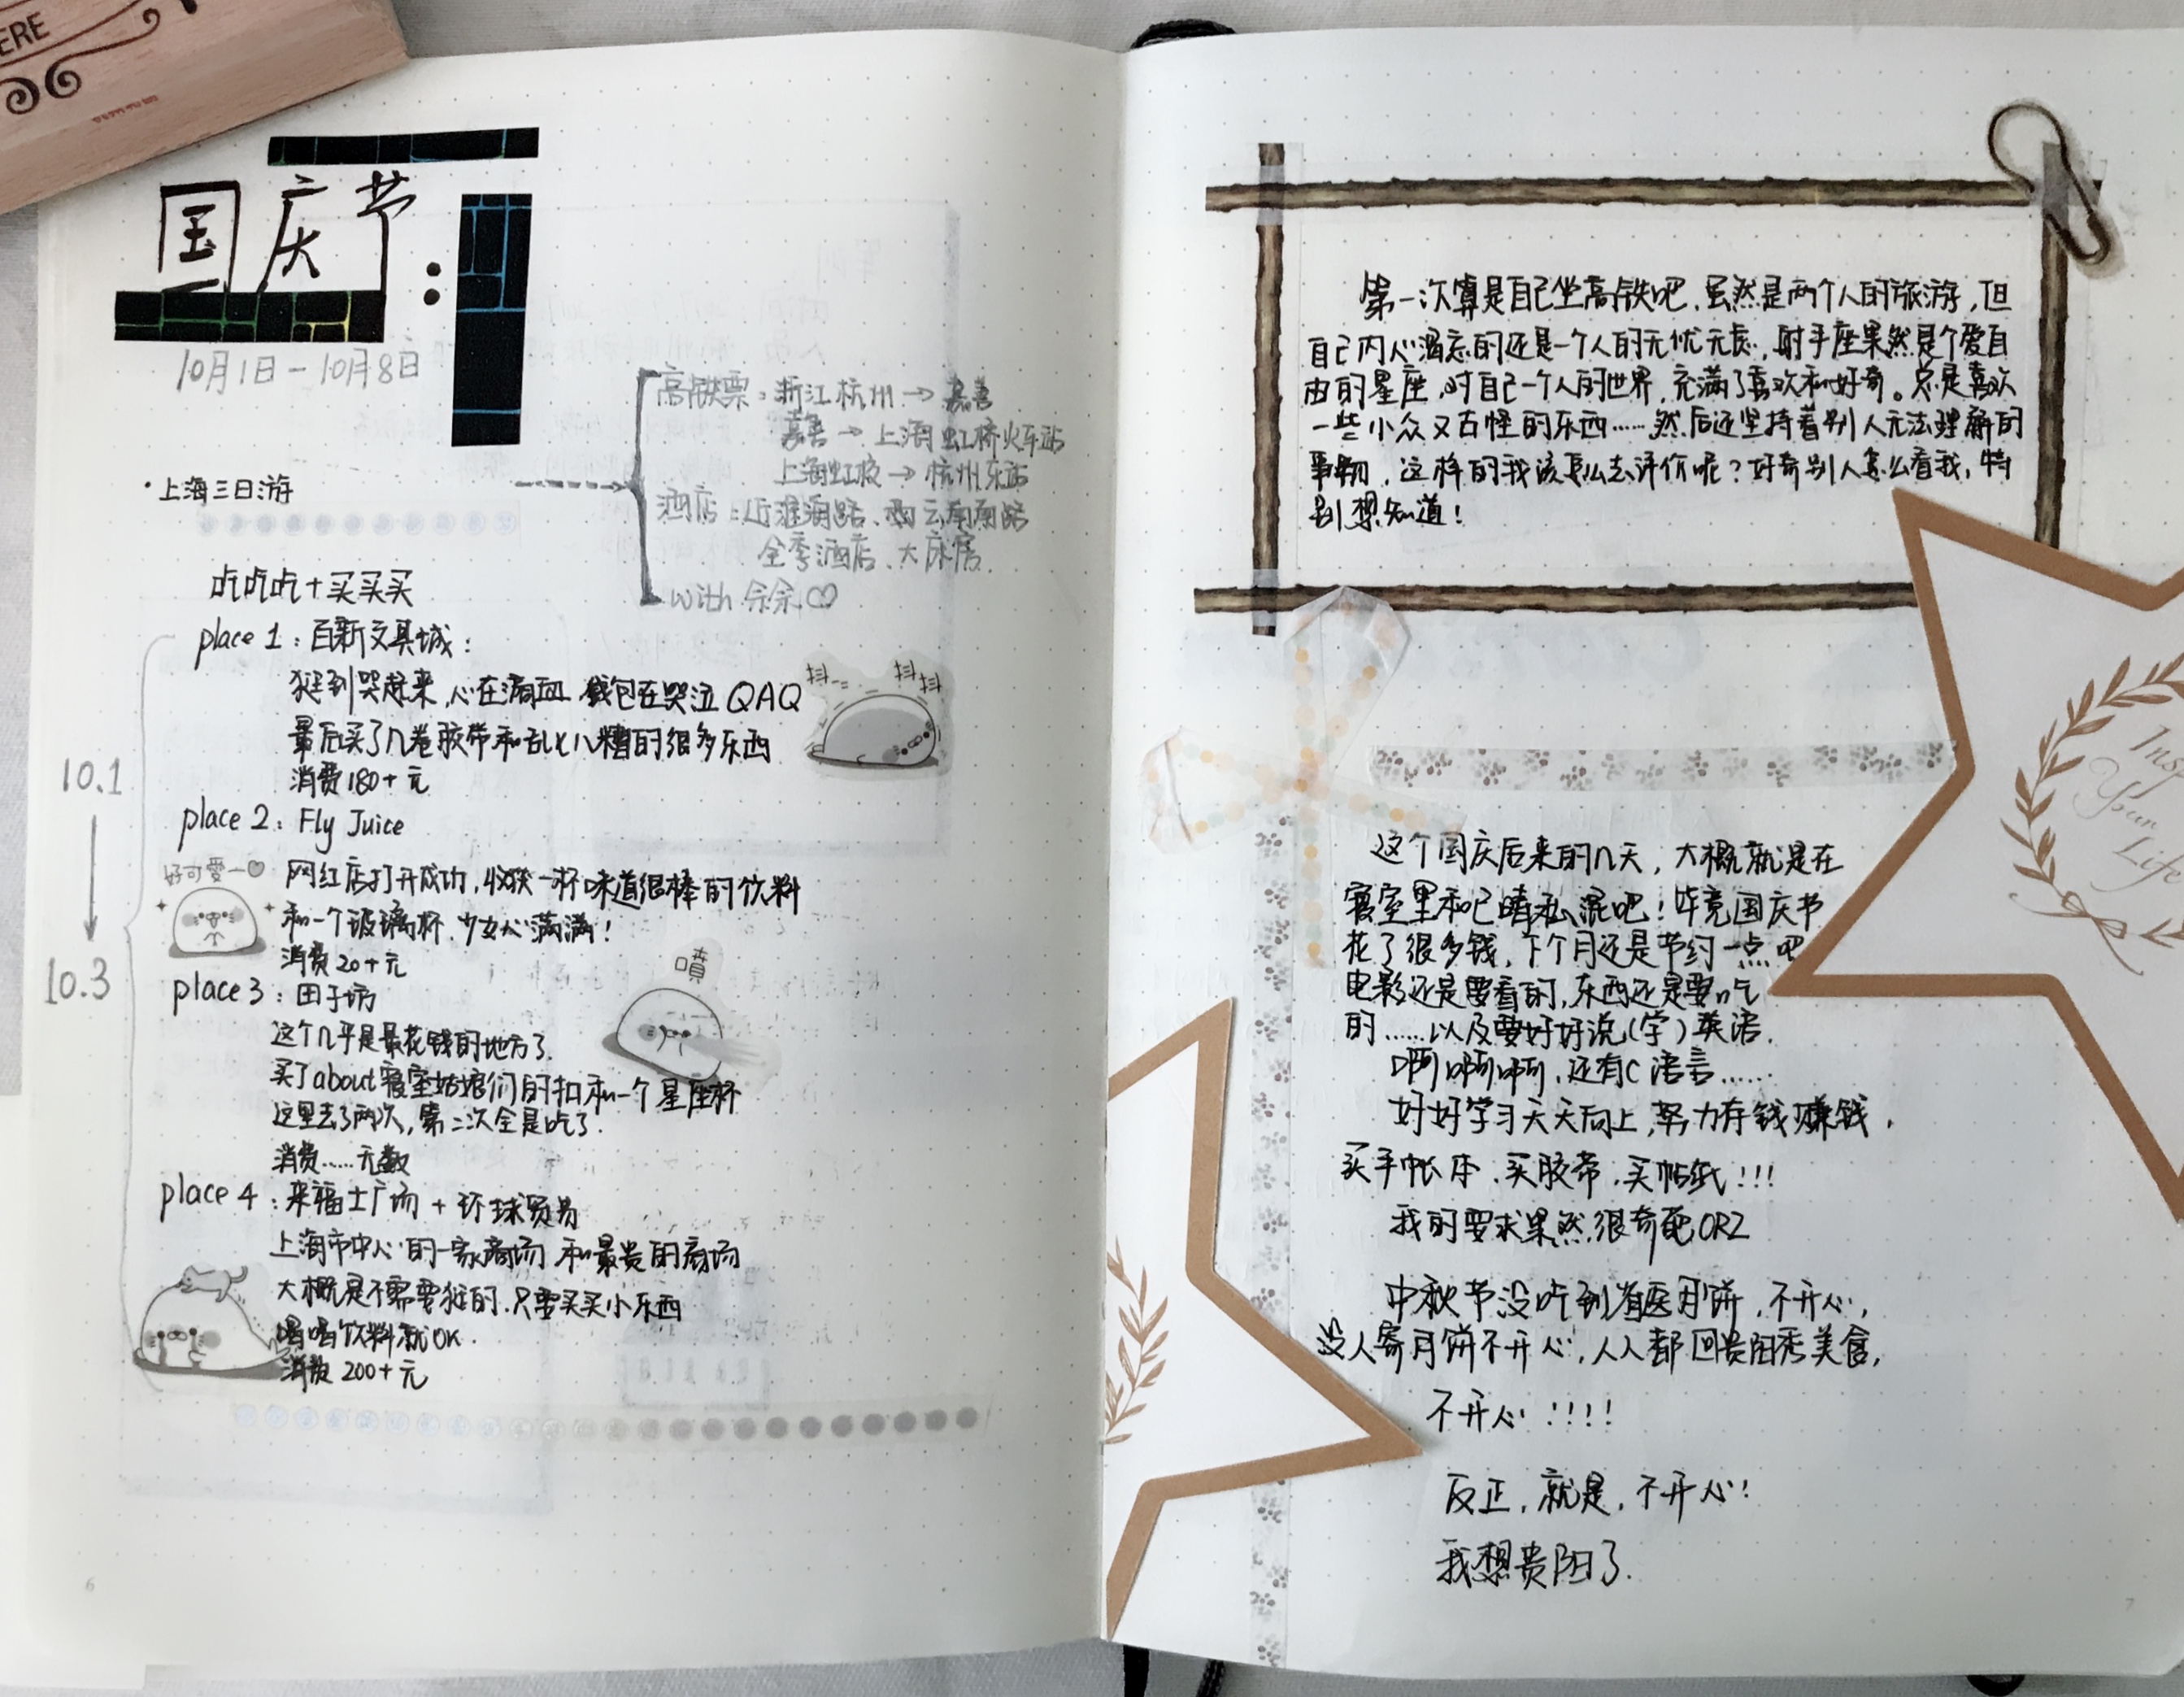 ERE
国庆节:
10月1日-10月8日
·上海三日游
高铁票:浙江杭州→嘉善
嘉善→上海虹桥火车站
上海虹桥→杭州东站
酒店:近淮海路、西云南南路
全季酒店、大床房.
with 佘佘♡
吃吃吃+买买买
place 1:百新文具城:
逛到哭起来,心在滴血 钱包在哭泣 QAQ
最后买了几卷胶带和乱七八糟的很多东西
消费180+元
抖 抖抖
10.1
10.3
place 2: Fly Juice
好可爱—♡
网红店打开成功,收获一杯味道很棒的饮料
和一个玻璃杯,少女心满满!
消费20+元
噴
place 3:田子坊
这个几乎是最花钱的地方了.
买了about寝室姑娘们的扣和一个星座杯
这里去了两次,第二次全是吃了.
消费……无数
place 4:来福士广场+环球贸易
上海市中心的一家商场 和最贵的商场
大概是不需要逛的.只要买买小东西
喝喝饮料就OK.
消费200+元
6
第一次算是自己坐高铁吧,虽然是两个人的旅游,但
自己内心渴忘的还是一个人的无忧无虑,射手座果然是个爱自
由的星座,对自己一个人的世界,充满了喜欢和好奇。总是喜欢
一些小众又古怪的东西……然后还坚持着别人无法理解的
事物,这样的我该怎么去评价呢?好奇别人怎么看我,特
别想知道!
Your
Life
这个国庆后来的几天,大概就是在
寝室里和已晴私混吧!毕竟国庆节
花了很多钱,下个月还是节约一点吧
电影还是要看的,东西还是要吃
的……以及要好好说(学)英语.
啊啊啊,还有C语言……
好好学习天天向上,努力存钱赚钱,
买手帐本、买胶带、买帖纸!!!
我的要求果然很奇葩ORZ
中秋节没吃到省医月饼,不开心,
没人寄月饼不开心,人人都回贵阳秀美食,
不开心!!!!
反正,就是,不开心!
我想贵阳了.
7